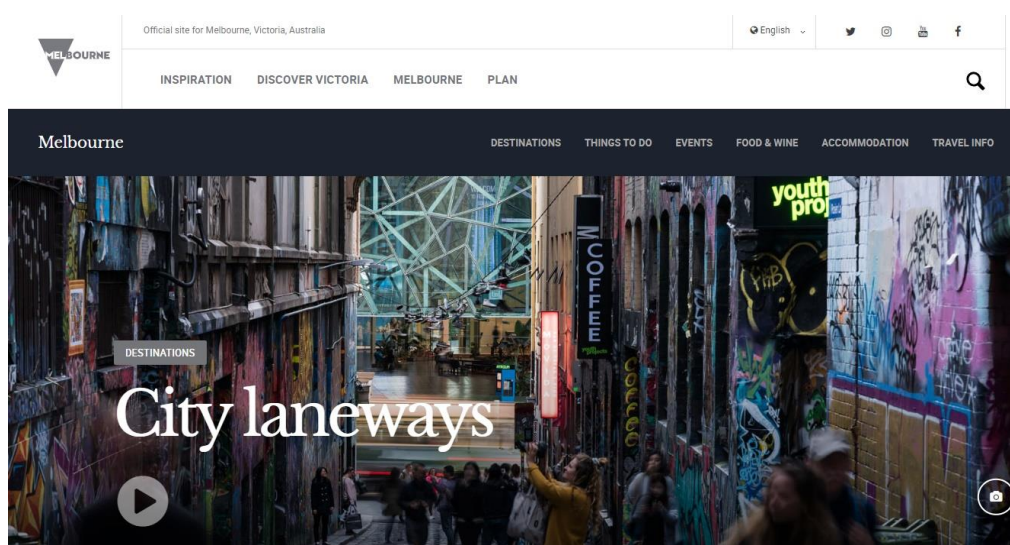 Official site for Melbourne, Victoria, Australia
English
MELBOURNE
INSPIRATION DISCOVER VICTORIA MELBOURNE PLAN
Melbourne
DESTINATIONS THINGS TO DO EVENTS FOOD & WINE ACCOMMODATION TRAVEL INFO
youth
proj
COFFEE
DESTINATIONS
City laneways